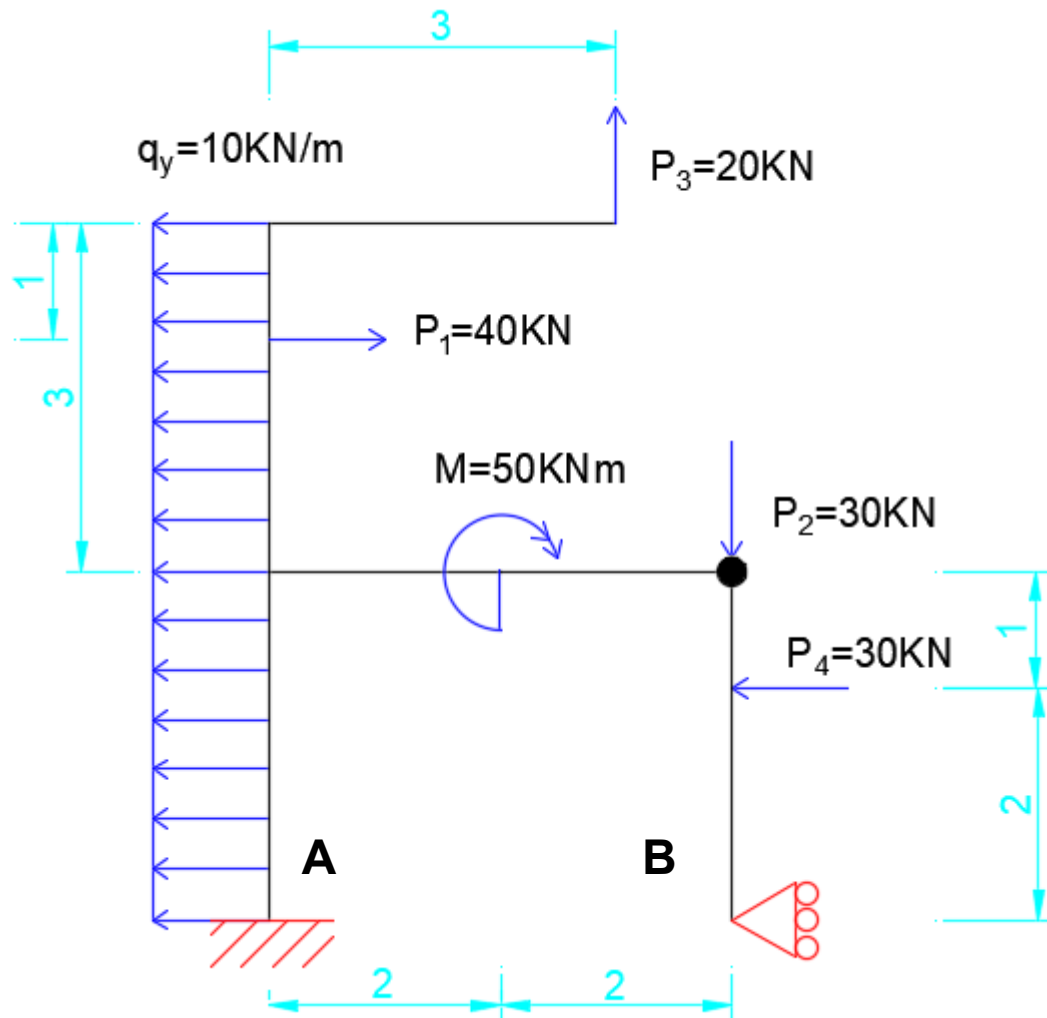 3
qy=10KN/m
P3=20KN
1
P1=40KN
3
M=50KNm
P2=30KN
1
P4=30KN
2
A
B
2
2